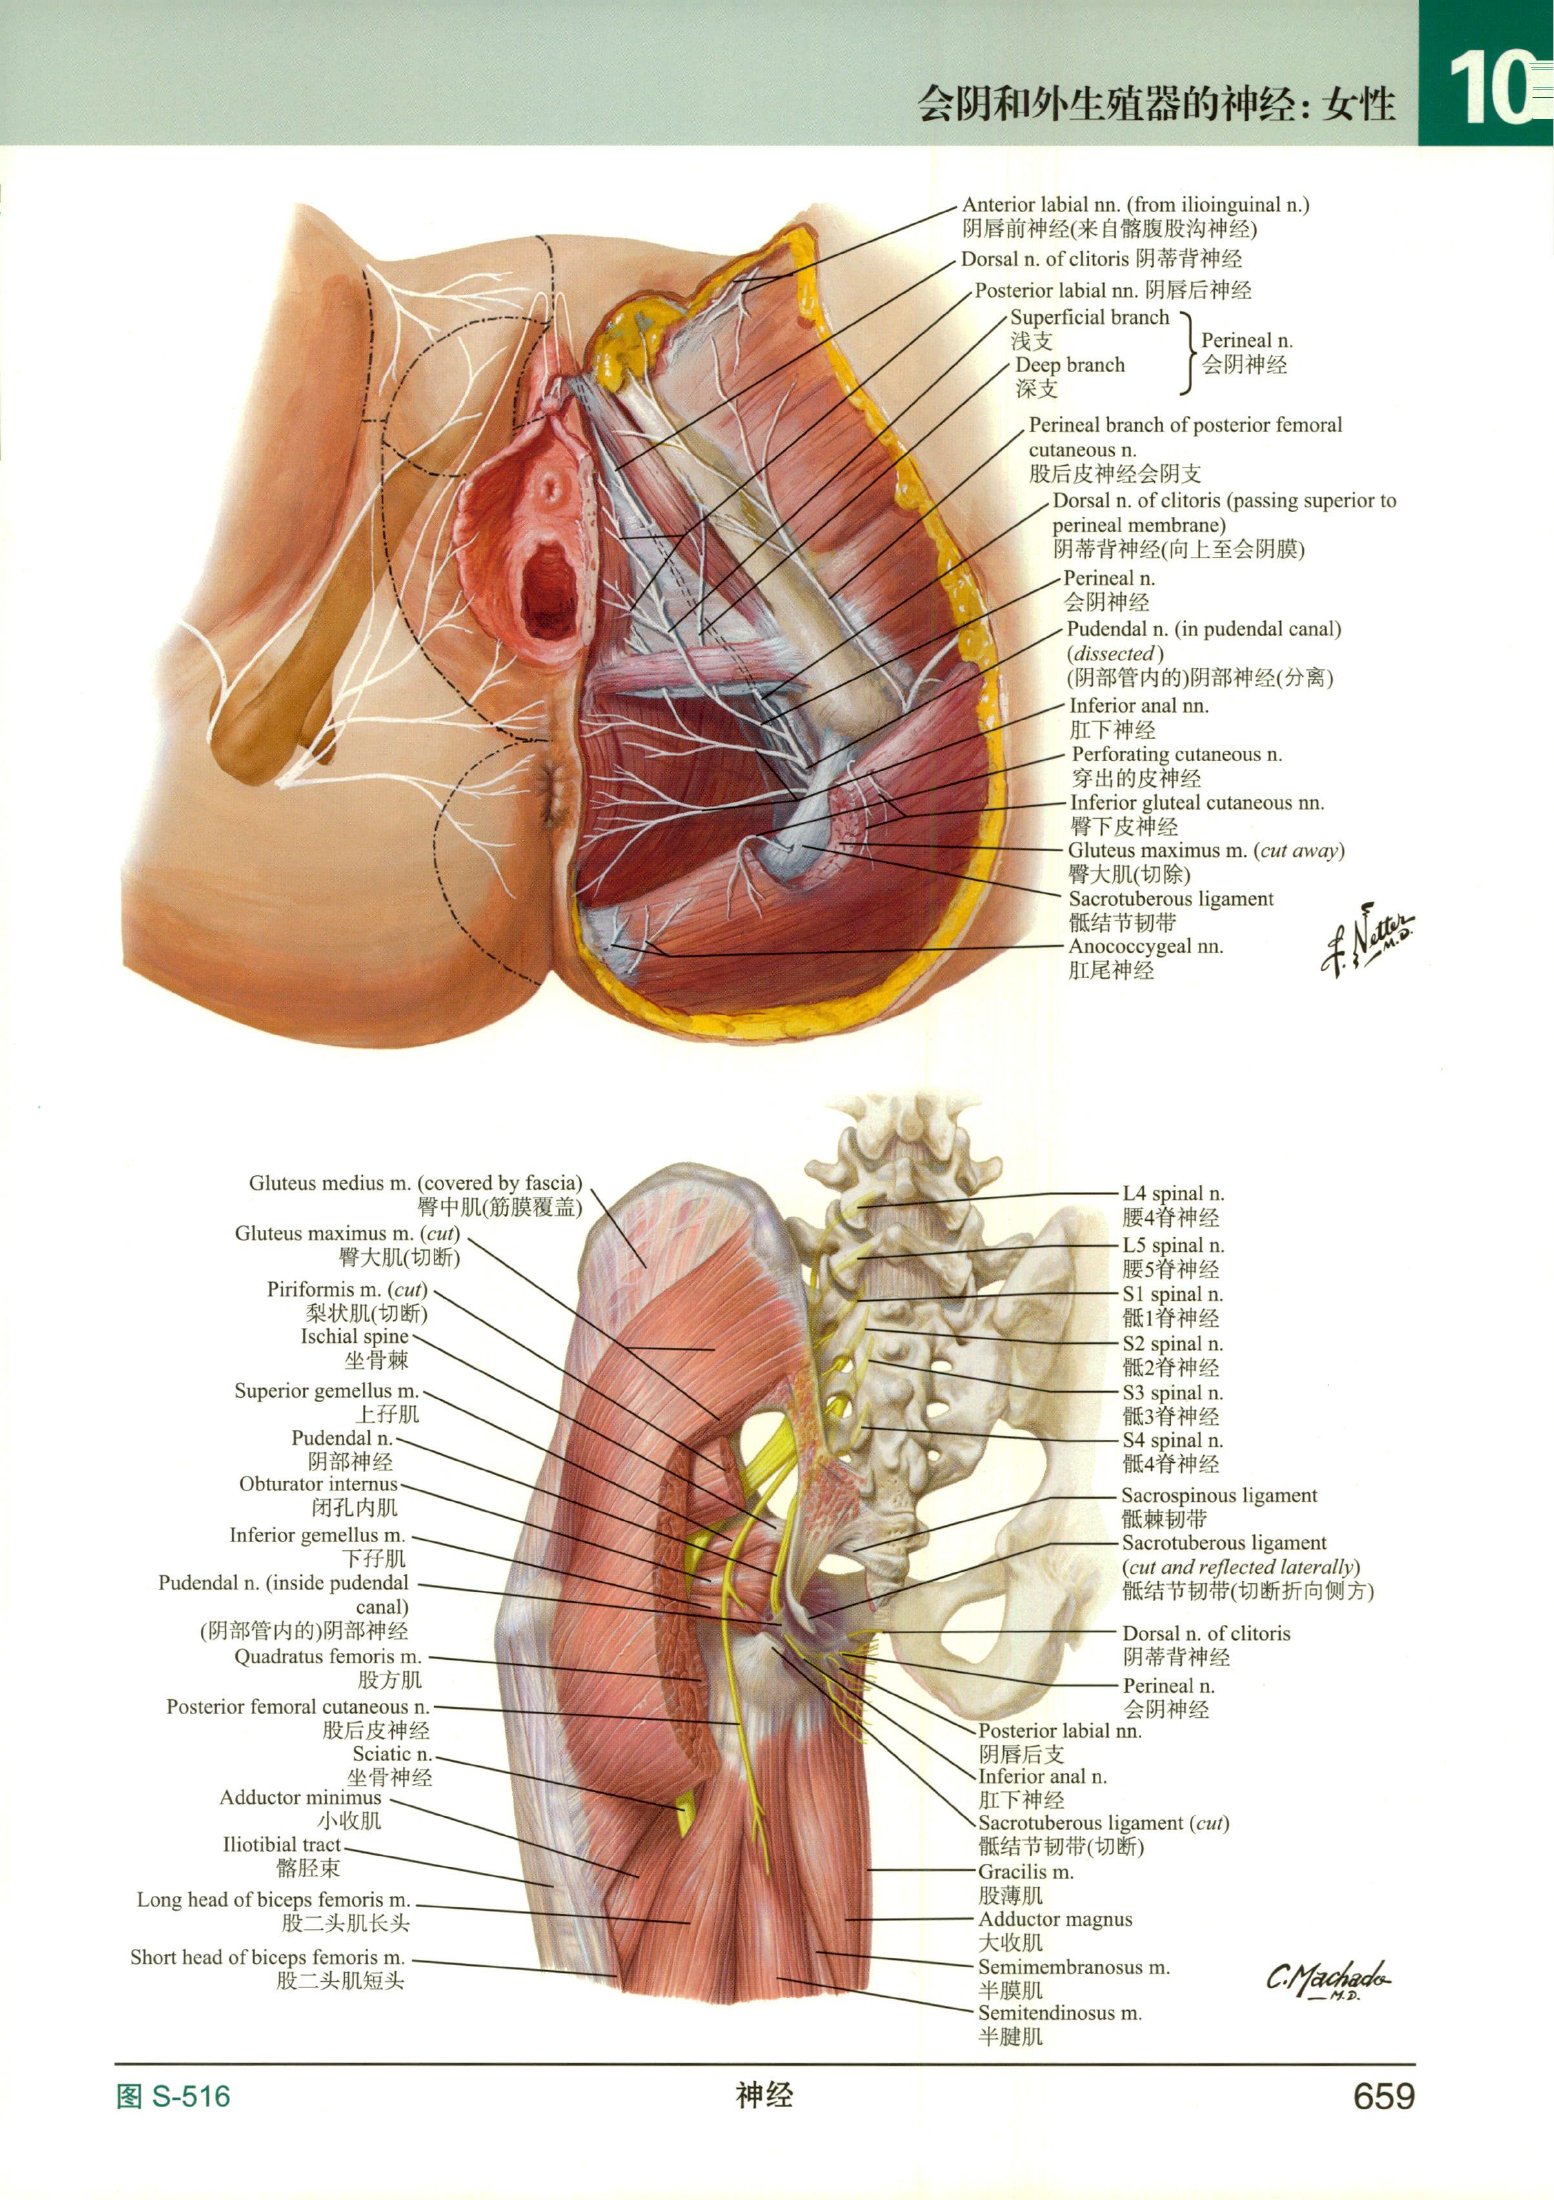 会阴和外生殖器的神经：女性
10
Anterior labial nn. (from ilioinguinal n.)
阴唇前神经(来自髂腹股沟神经)
Dorsal n. of clitoris 阴蒂背神经
Posterior labial nn. 阴唇后神经
Superficial branch
浅支
Deep branch
深支
Perineal n.
会阴神经
Perineal branch of posterior femoral
cutaneous n.
股后皮神经会阴支
Dorsal n. of clitoris (passing superior to
perineal membrane)
阴蒂背神经(向上至会阴膜)
Perineal n.
会阴神经
Pudendal n. (in pudendal canal)
(dissected)
(阴部管内的)阴部神经(分离)
Inferior anal nn.
肛下神经
Perforating cutaneous n.
穿出的皮神经
Inferior gluteal cutaneous nn.
臀下皮神经
Gluteus maximus m. (cut away)
臀大肌(切除)
Sacrotuberous ligament
骶结节韧带
Anococcygeal nn.
肛尾神经
F. Netter
M.D.
Gluteus medius m. (covered by fascia)
臀中肌(筋膜覆盖)
Gluteus maximus m. (cut)
臀大肌(切断)
Piriformis m. (cut)
梨状肌(切断)
Ischial spine
坐骨棘
Superior gemellus m.
上孖肌
Pudendal n.
阴部神经
Obturator internus
闭孔内肌
Inferior gemellus m.
下孖肌
Pudendal n. (inside pudendal
canal)
(阴部管内的)阴部神经
Quadratus femoris m.
股方肌
Posterior femoral cutaneous n.
股后皮神经
Sciatic n.
坐骨神经
Adductor minimus
小收肌
Iliotibial tract
髂胫束
Long head of biceps femoris m.
股二头肌长头
Short head of biceps femoris m.
股二头肌短头
L4 spinal n.
腰4脊神经
L5 spinal n.
腰5脊神经
S1 spinal n.
骶1脊神经
S2 spinal n.
骶2脊神经
S3 spinal n.
骶3脊神经
S4 spinal n.
骶4脊神经
Sacrospinous ligament
骶棘韧带
Sacrotuberous ligament
(cut and reflected laterally)
骶结节韧带(切断折向侧方)
Dorsal n. of clitoris
阴蒂背神经
Perineal n.
会阴神经
Posterior labial nn.
阴唇后支
Inferior anal n.
肛下神经
Sacrotuberous ligament (cut)
骶结节韧带(切断)
Gracilis m.
股薄肌
Adductor magnus
大收肌
Semimembranosus m.
半膜肌
Semitendinosus m.
半腱肌
C. Machado
M.D.
图 S-516
神经
659